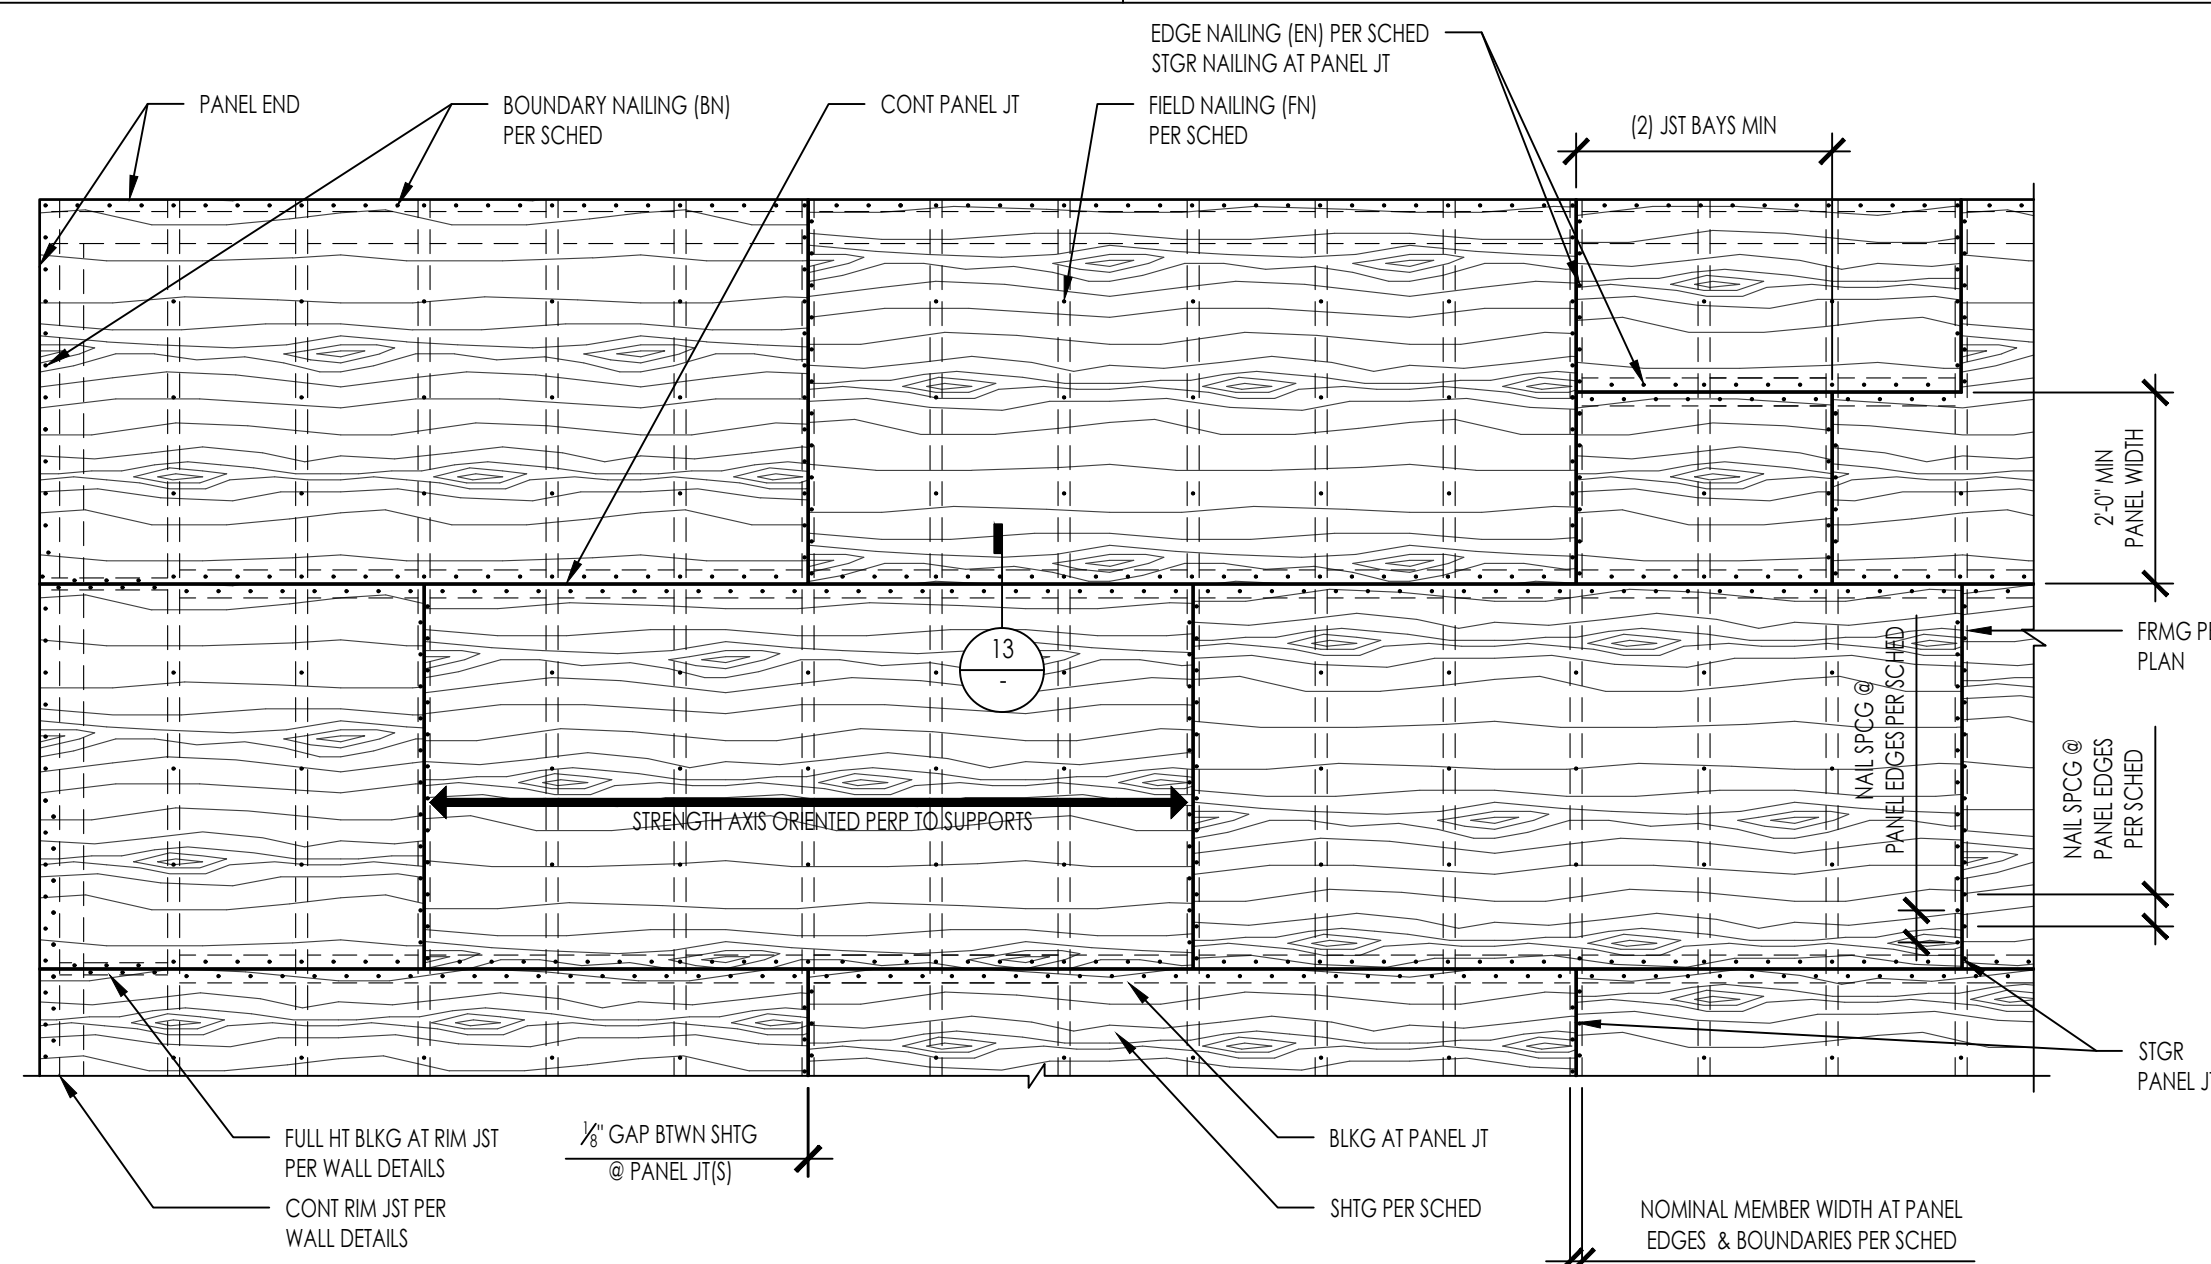 EDGE NAILING (EN) PER SCHED
STGR NAILING AT PANEL JT
PANEL END
BOUNDARY NAILING (BN)
PER SCHED
CONT PANEL JT
FIELD NAILING (FN)
PER SCHED
(2) JST BAYS MIN
2'-0" MIN
PANEL WIDTH
13
-
FRMG
PLAN
NAIL SPCG @
PANEL EDGES PER SCHED
NAIL SPCG @
PANEL EDGES
PER SCHED
STRENGTH AXIS ORIENTED PERP TO SUPPORTS
STGR
PANEL JT
FULL HT BLKG AT RIM JST
PER WALL DETAILS
CONT RIM JST PER
WALL DETAILS
⅛" GAP BTWN SHTG
@ PANEL JT(S)
BLKG AT PANEL JT
SHTG PER SCHED
NOMINAL MEMBER WIDTH AT PANEL
EDGES & BOUNDARIES PER SCHED